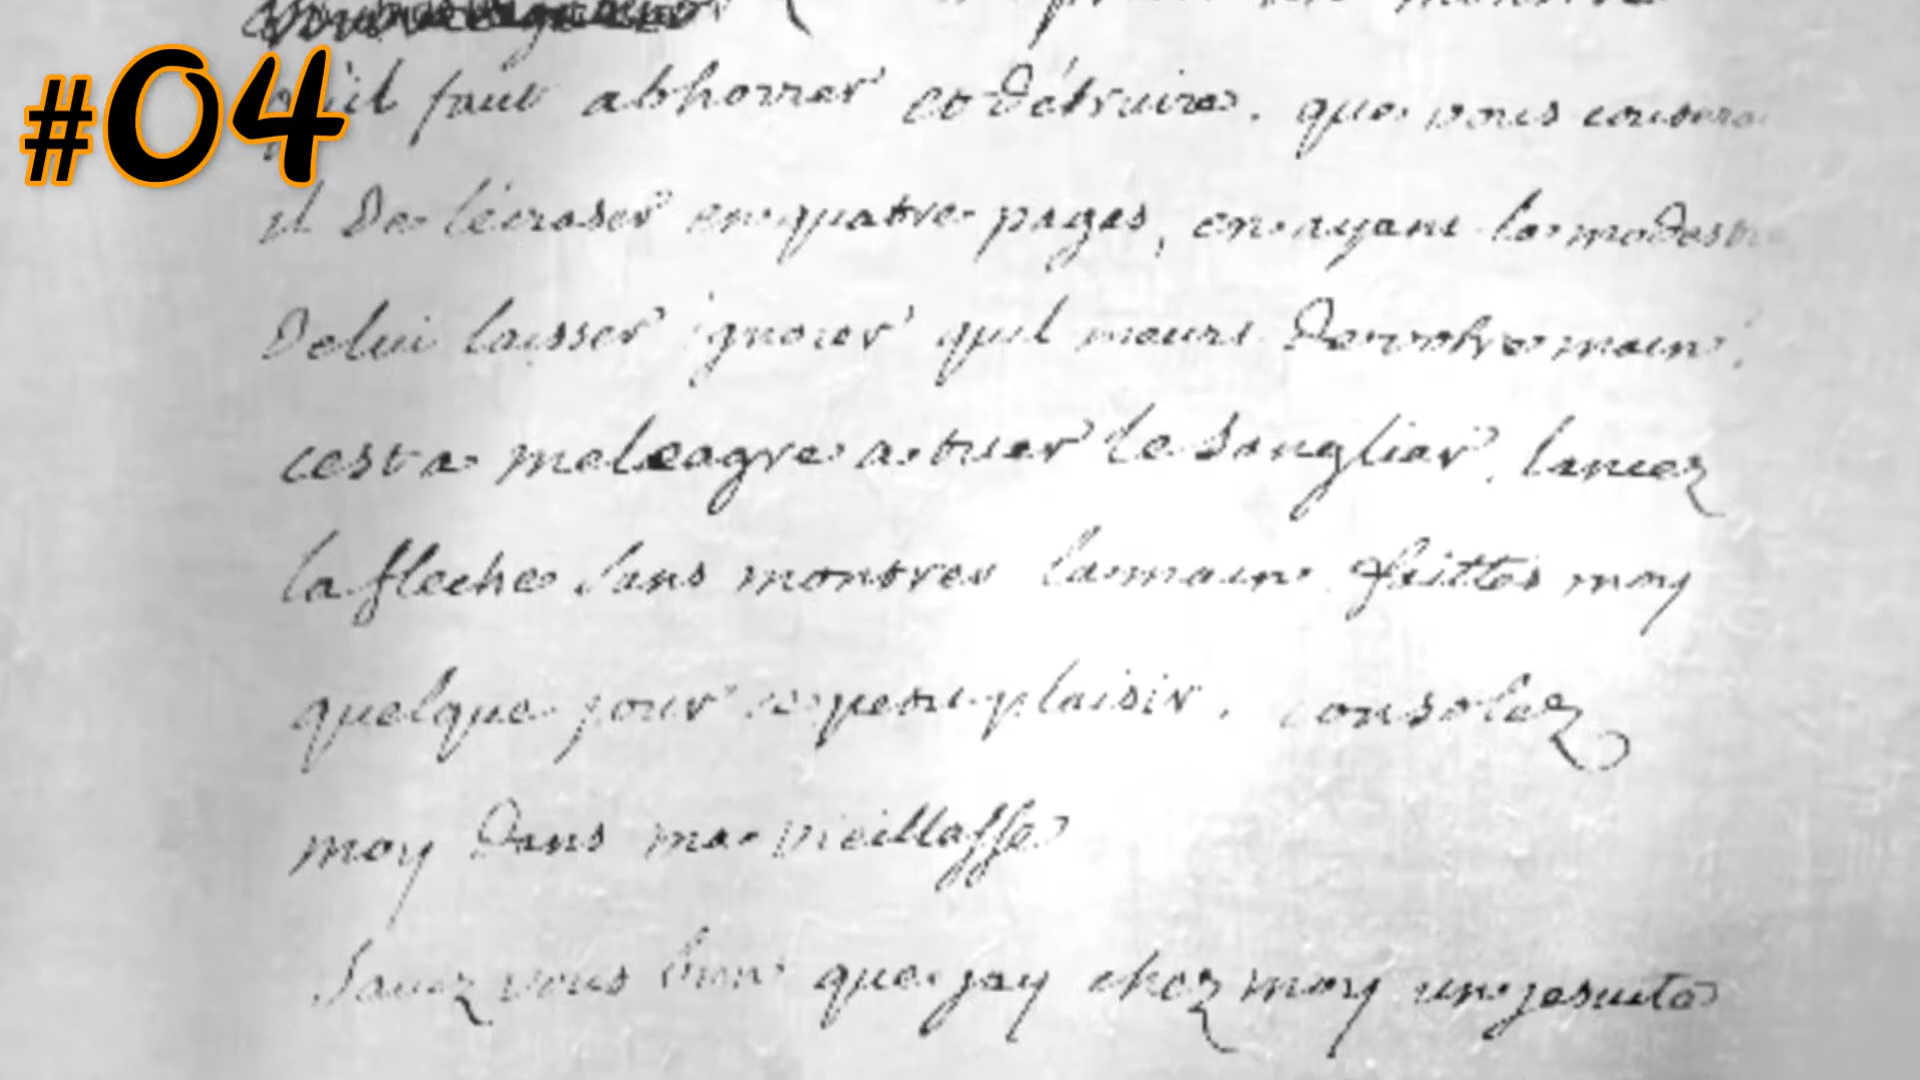 #04
qu'il faut abhorrer et détruire. que vous couter a
il de lécraser en quatre pages, en ayant la modestie
de lui laisser ignorer quil meurt de votre main.
cest a meleagre a tuer le sanglier. lancez
la fleche sans montrer la main. faittes moy
quelque jour ce petit plaisir. consolez
moy dans ma vieillesse
savez vous bien que jay chez moy un jesuite